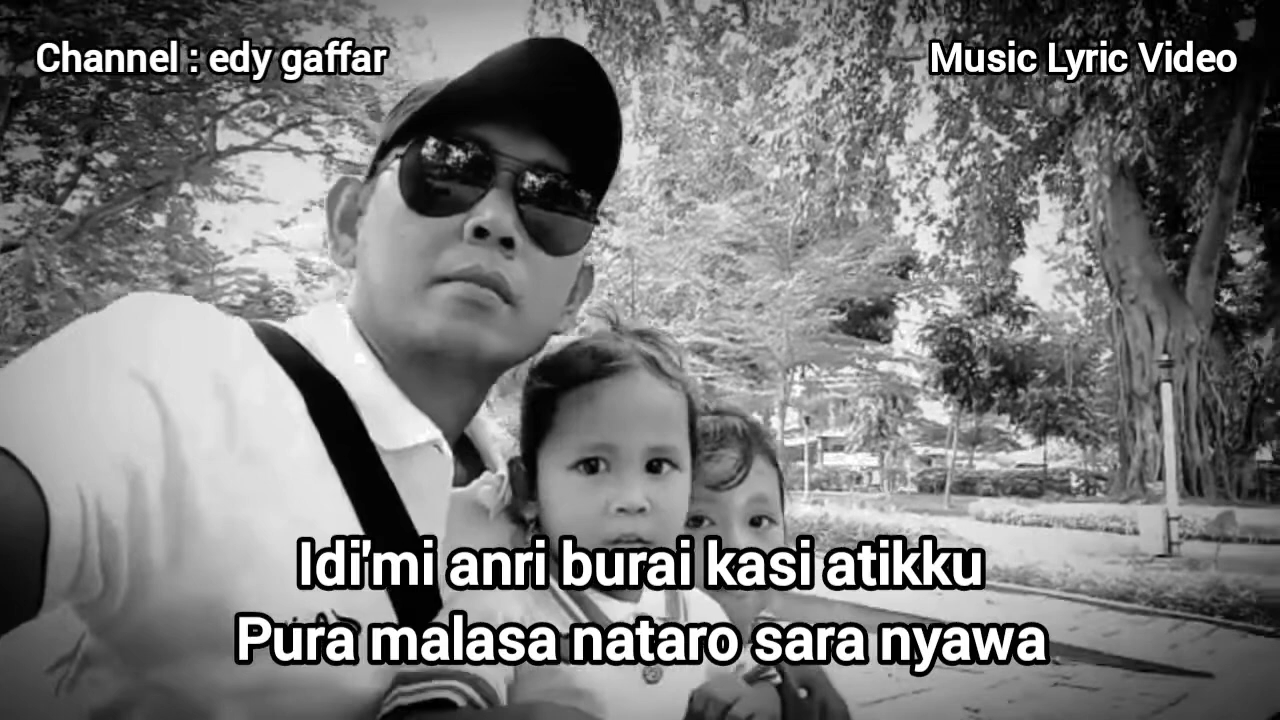 Channel : edy gaffar
Music Lyric Video
Idi'mi anri burai kasi atikku
Pura malasa nataro sara nyawa